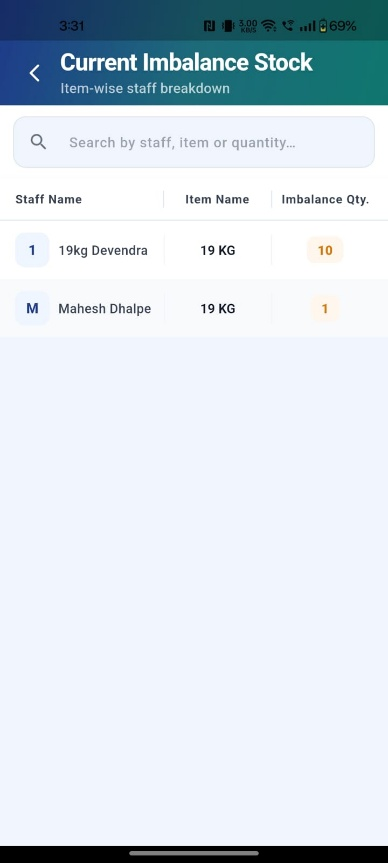 3:31 3.00 KB/S 69%
Current Imbalance Stock
Item-wise staff breakdown
Search by staff, item or quantity...
Staff Name Item Name Imbalance Qty.
1 19kg Devendra 19 KG 10
M Mahesh Dhalpe 19 KG 1